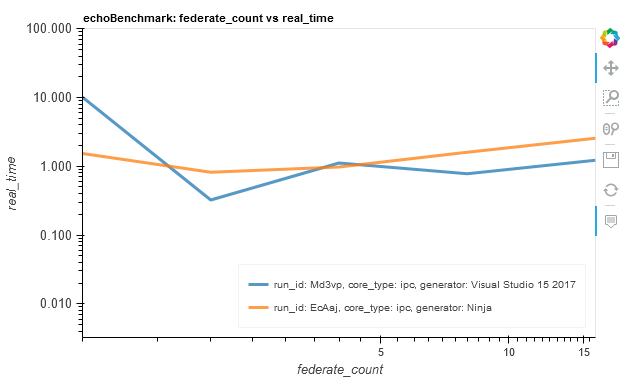 echoBenchmark: federate_count vs real_time
100.000
10.000
1.000
0.100
0.010
real_time
run_id: Md3vp, core_type: ipc, generator: Visual Studio 15 2017
run_id: EcAaj, core_type: ipc, generator: Ninja
5
10
15
federate_count